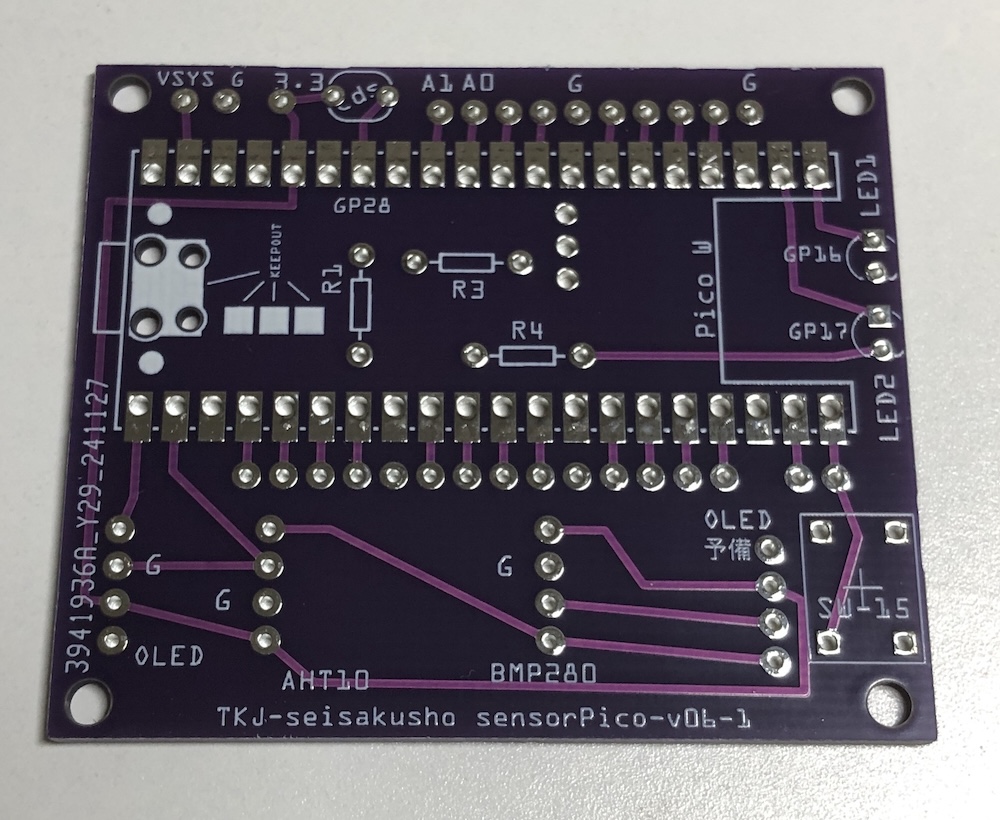 VSYS G 3.3 A1 A0 G G
LED1
GP28
KEEPOUT
R1
R3
Pico W
GP16
R4
GP17
LED2
3941936A_Y29_241127
OLED
予備
G
G
G
SW-15
OLED
AHT10
BMP280
TKJ-seisakusho sensorPico-v06-1